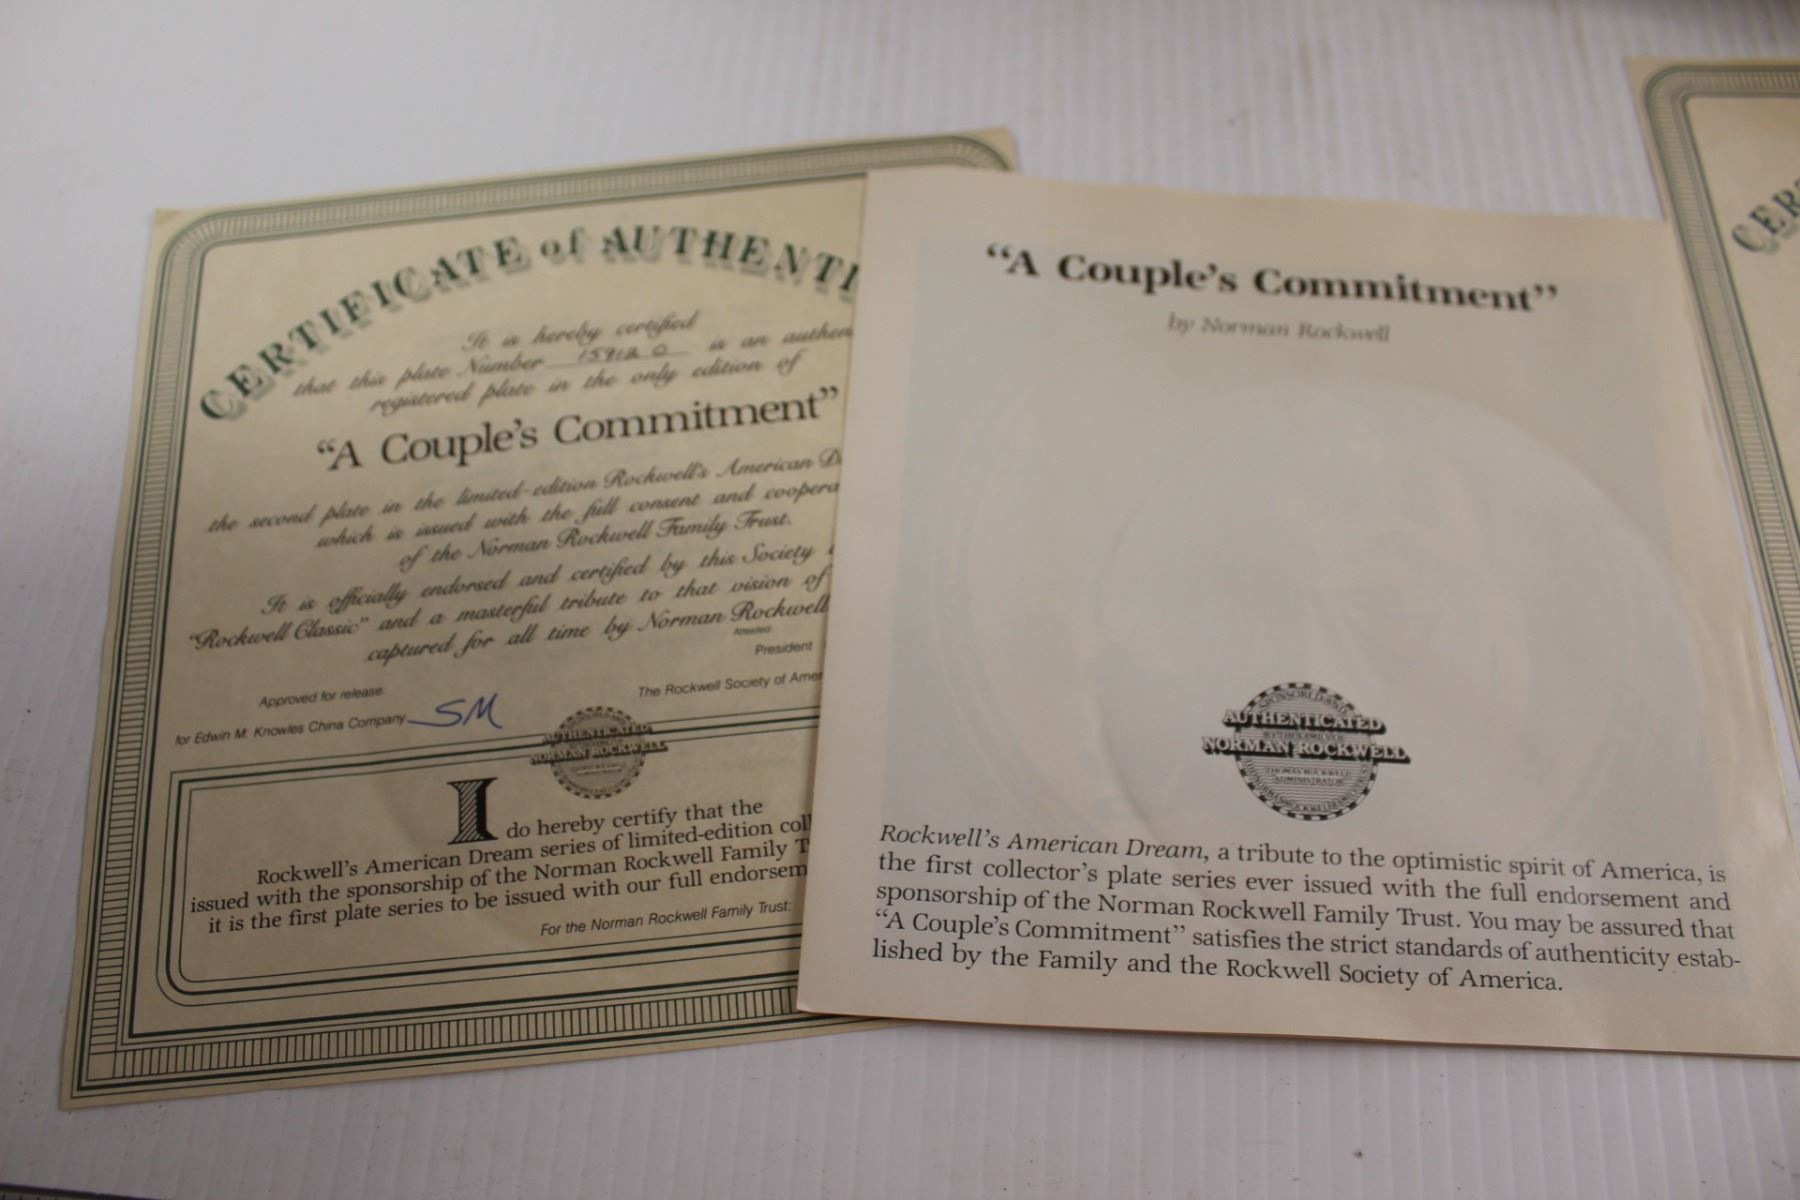 CERTIFICATE of AUTHENTI
It is hereby certified
that this plate Number 15912 O is an authen
registered plate in the only edition of
“A Couple’s Commitment”
the second plate in the limited-edition Rockwell’s American D
which is issued with the full consent and coopera
of the Norman Rockwell Family Trust.
It is officially endorsed and certified by this Society
“Rockwell Classic” and a masterful tribute to that vision of
captured for all time by Norman Rockwell
Attested:
President
Approved for release:
The Rockwell Society of Amer
for Edwin M. Knowles China Company SM
AUTHENTICATED
NORMAN ROCKWELL
I do hereby certify that the
Rockwell’s American Dream series of limited-edition coll
issued with the sponsorship of the Norman Rockwell Family T
it is the first plate series to be issued with our full endorsem
For the Norman Rockwell Family Trust:
“A Couple’s Commitment”
by Norman Rockwell
AUTHENTICATED
BY THE FAMILY OF
NORMAN ROCKWELL
THOMAS ROCKWELL
ADMINISTRATOR
Rockwell’s American Dream, a tribute to the optimistic spirit of America, is
the first collector’s plate series ever issued with the full endorsement and
sponsorship of the Norman Rockwell Family Trust. You may be assured that
“A Couple’s Commitment” satisfies the strict standards of authenticity estab-
lished by the Family and the Rockwell Society of America.
CER